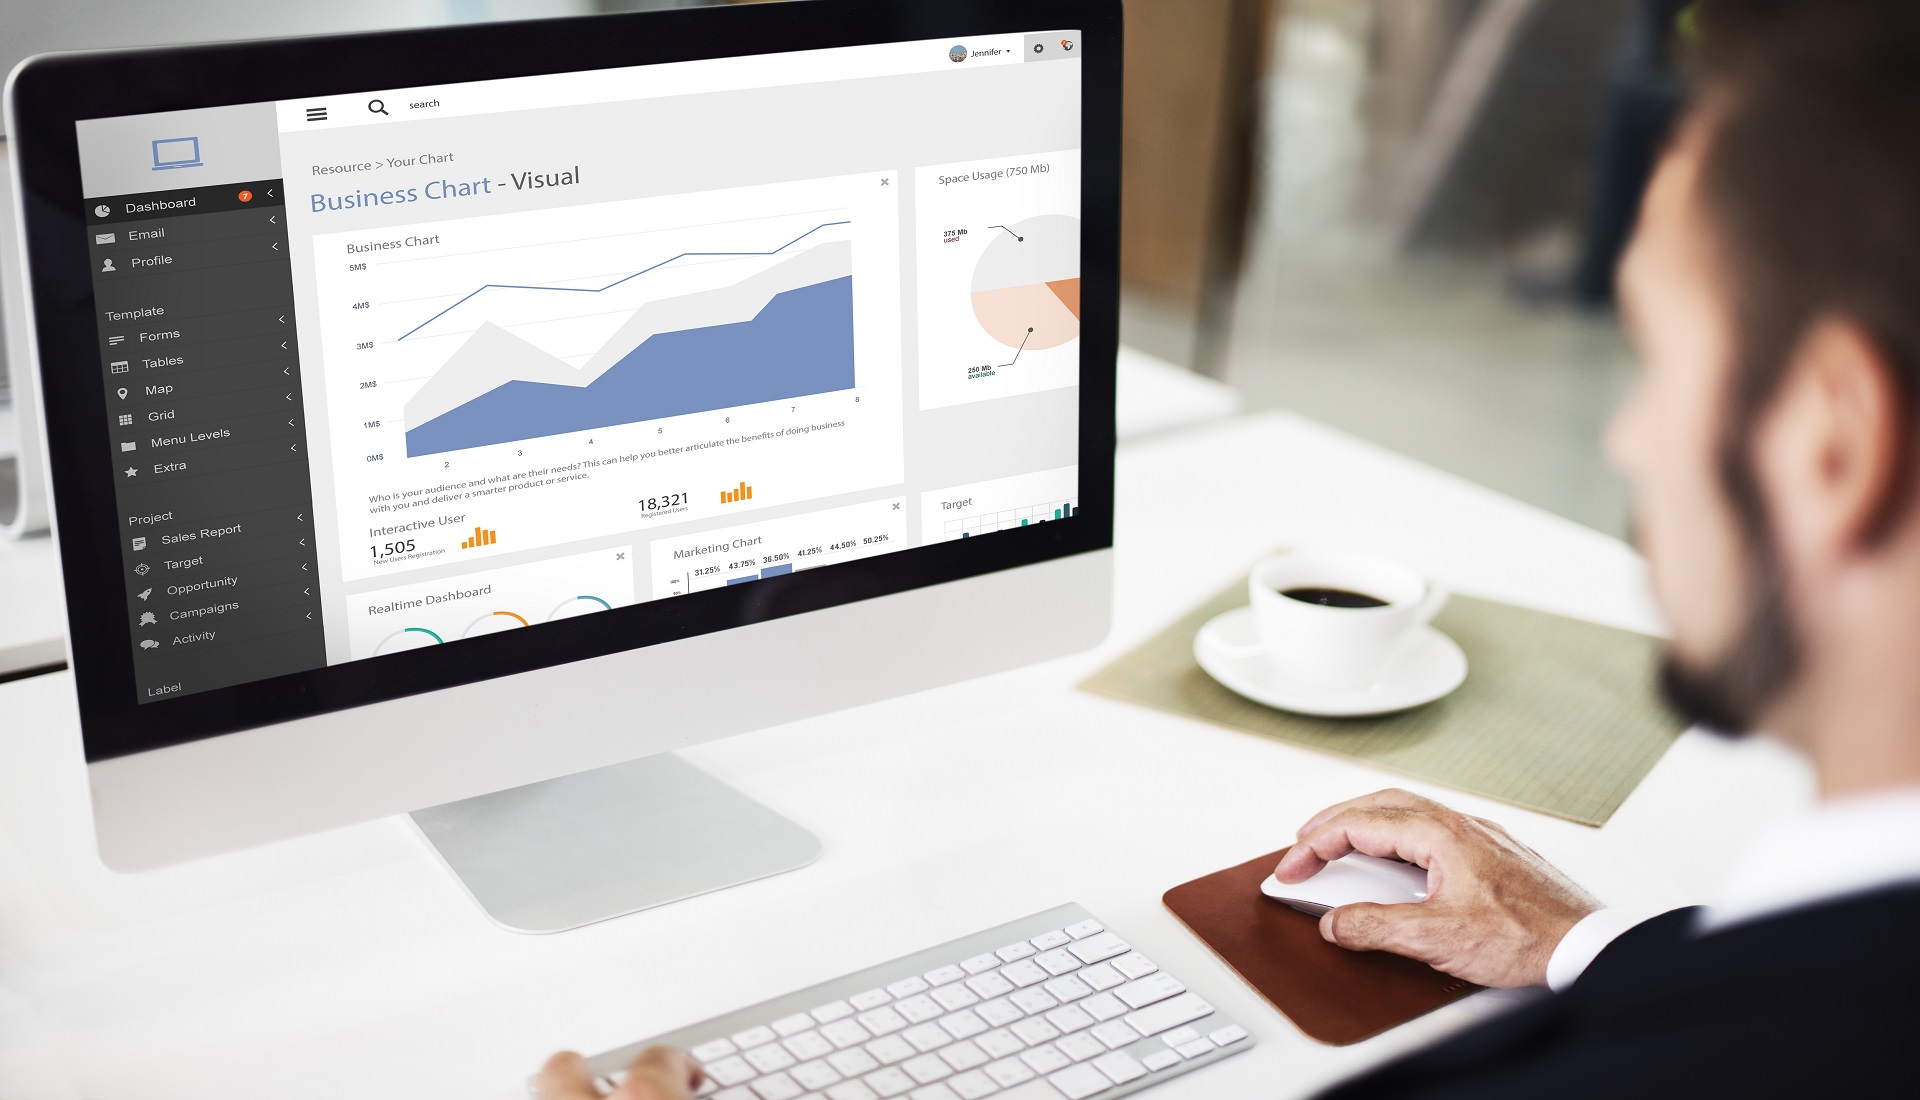 Jennifer
search
Resource > Your Chart
Business Chart - Visual
Dashboard 7
Email
Profile
Template
Forms
Tables
Map
Grid
Menu Levels
Extra
Project
Sales Report
Target
Opportunity
Campaigns
Activity
Label
Business Chart
5M$
4M$
3M$
2M$
1M$
0M$
2 3 4 5 6 7 8
Who is your audience and what are their needs? This can help you better articulate the benefits of doing business
with you and deliver a smarter product or service.
Interactive User
1,505
New Users Registration
18,321
Registered Users
Space Usage (750 Mb)
375 Mb
used
250 Mb
available
Realtime Dashboard
Marketing Chart
31.25% 43.75% 36.50% 41.25% 44.50% 50.25%
Target